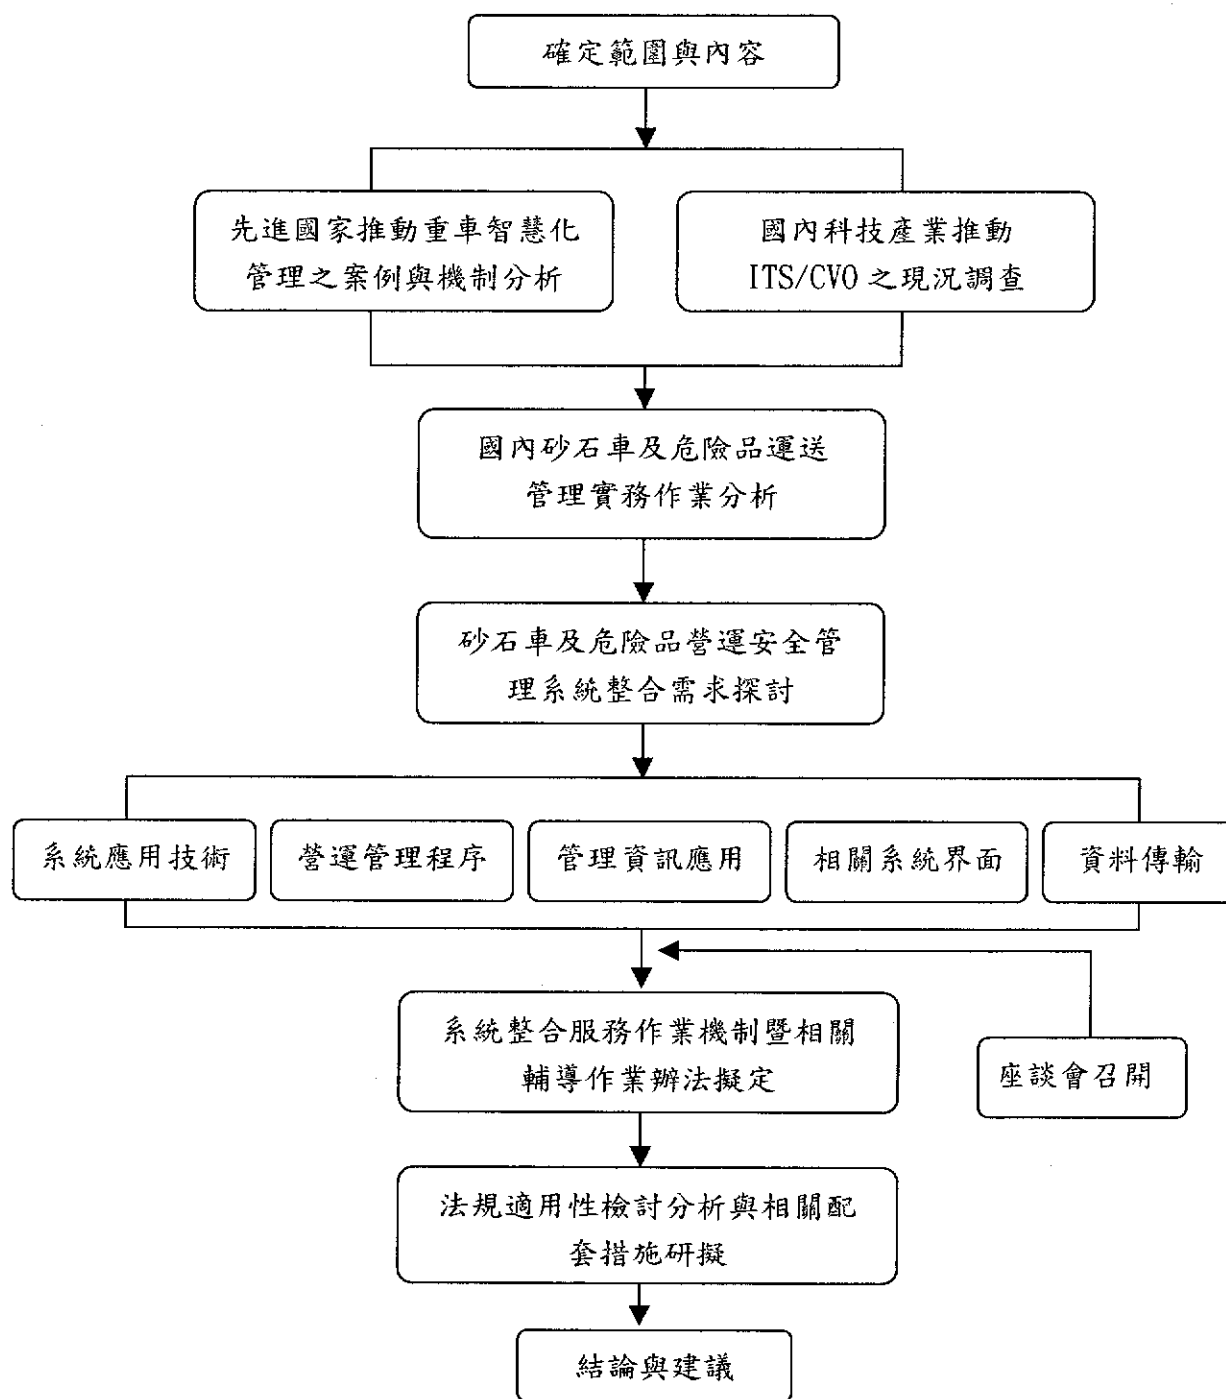 確定範圍與內容
先進國家推動重車智慧化
管理之案例與機制分析
國內科技產業推動
ITS/CVO之現況調查
國內砂石車及危險品運送
管理實務作業分析
砂石車及危險品營運安全管
理系統整合需求探討
系統應用技術
營運管理程序
管理資訊應用
相關系統界面
資料傳輸
系統整合服務作業機制暨相關
輔導作業辦法擬定
座談會召開
法規適用性檢討分析與相關配
套措施研擬
結論與建議